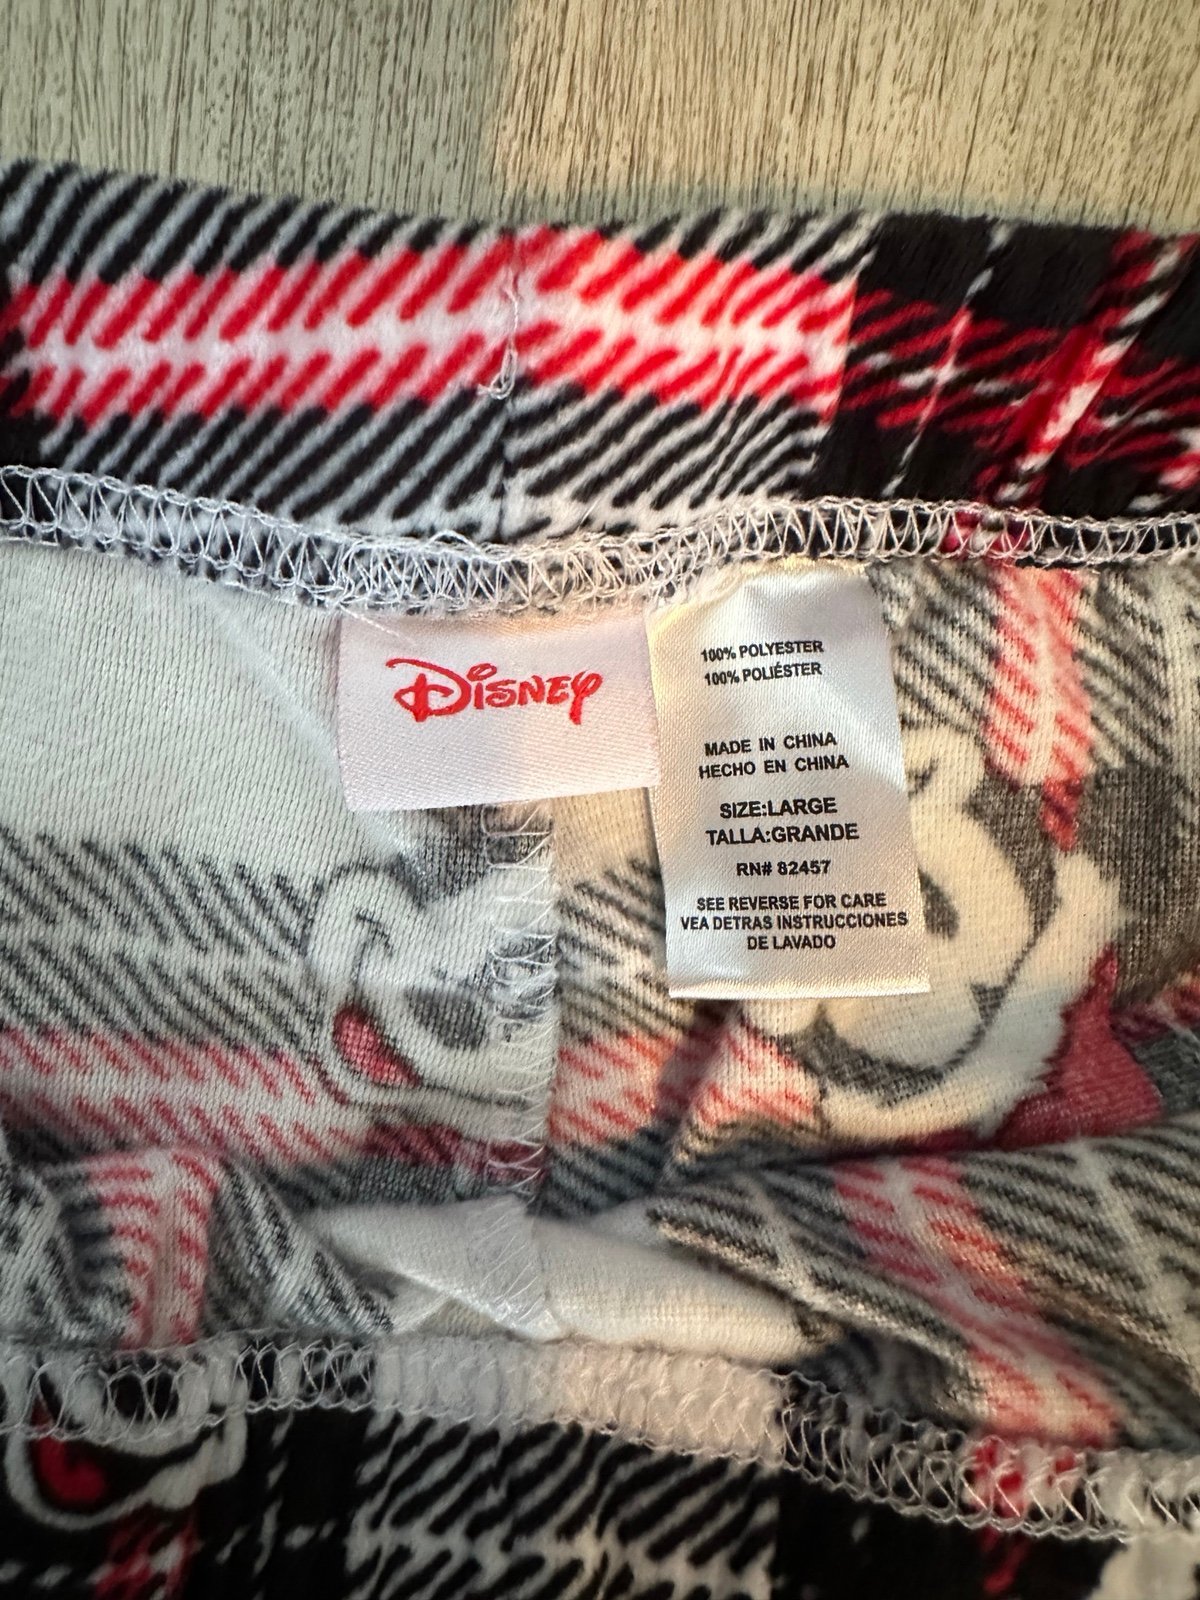 Disney
100% POLYESTER
100% POLIÉSTER
MADE IN CHINA
HECHO EN CHINA
SIZE:LARGE
TALLA:GRANDE
RN# 82457
SEE REVERSE FOR CARE
VEA DETRAS INSTRUCCIONES
DE LAVADO